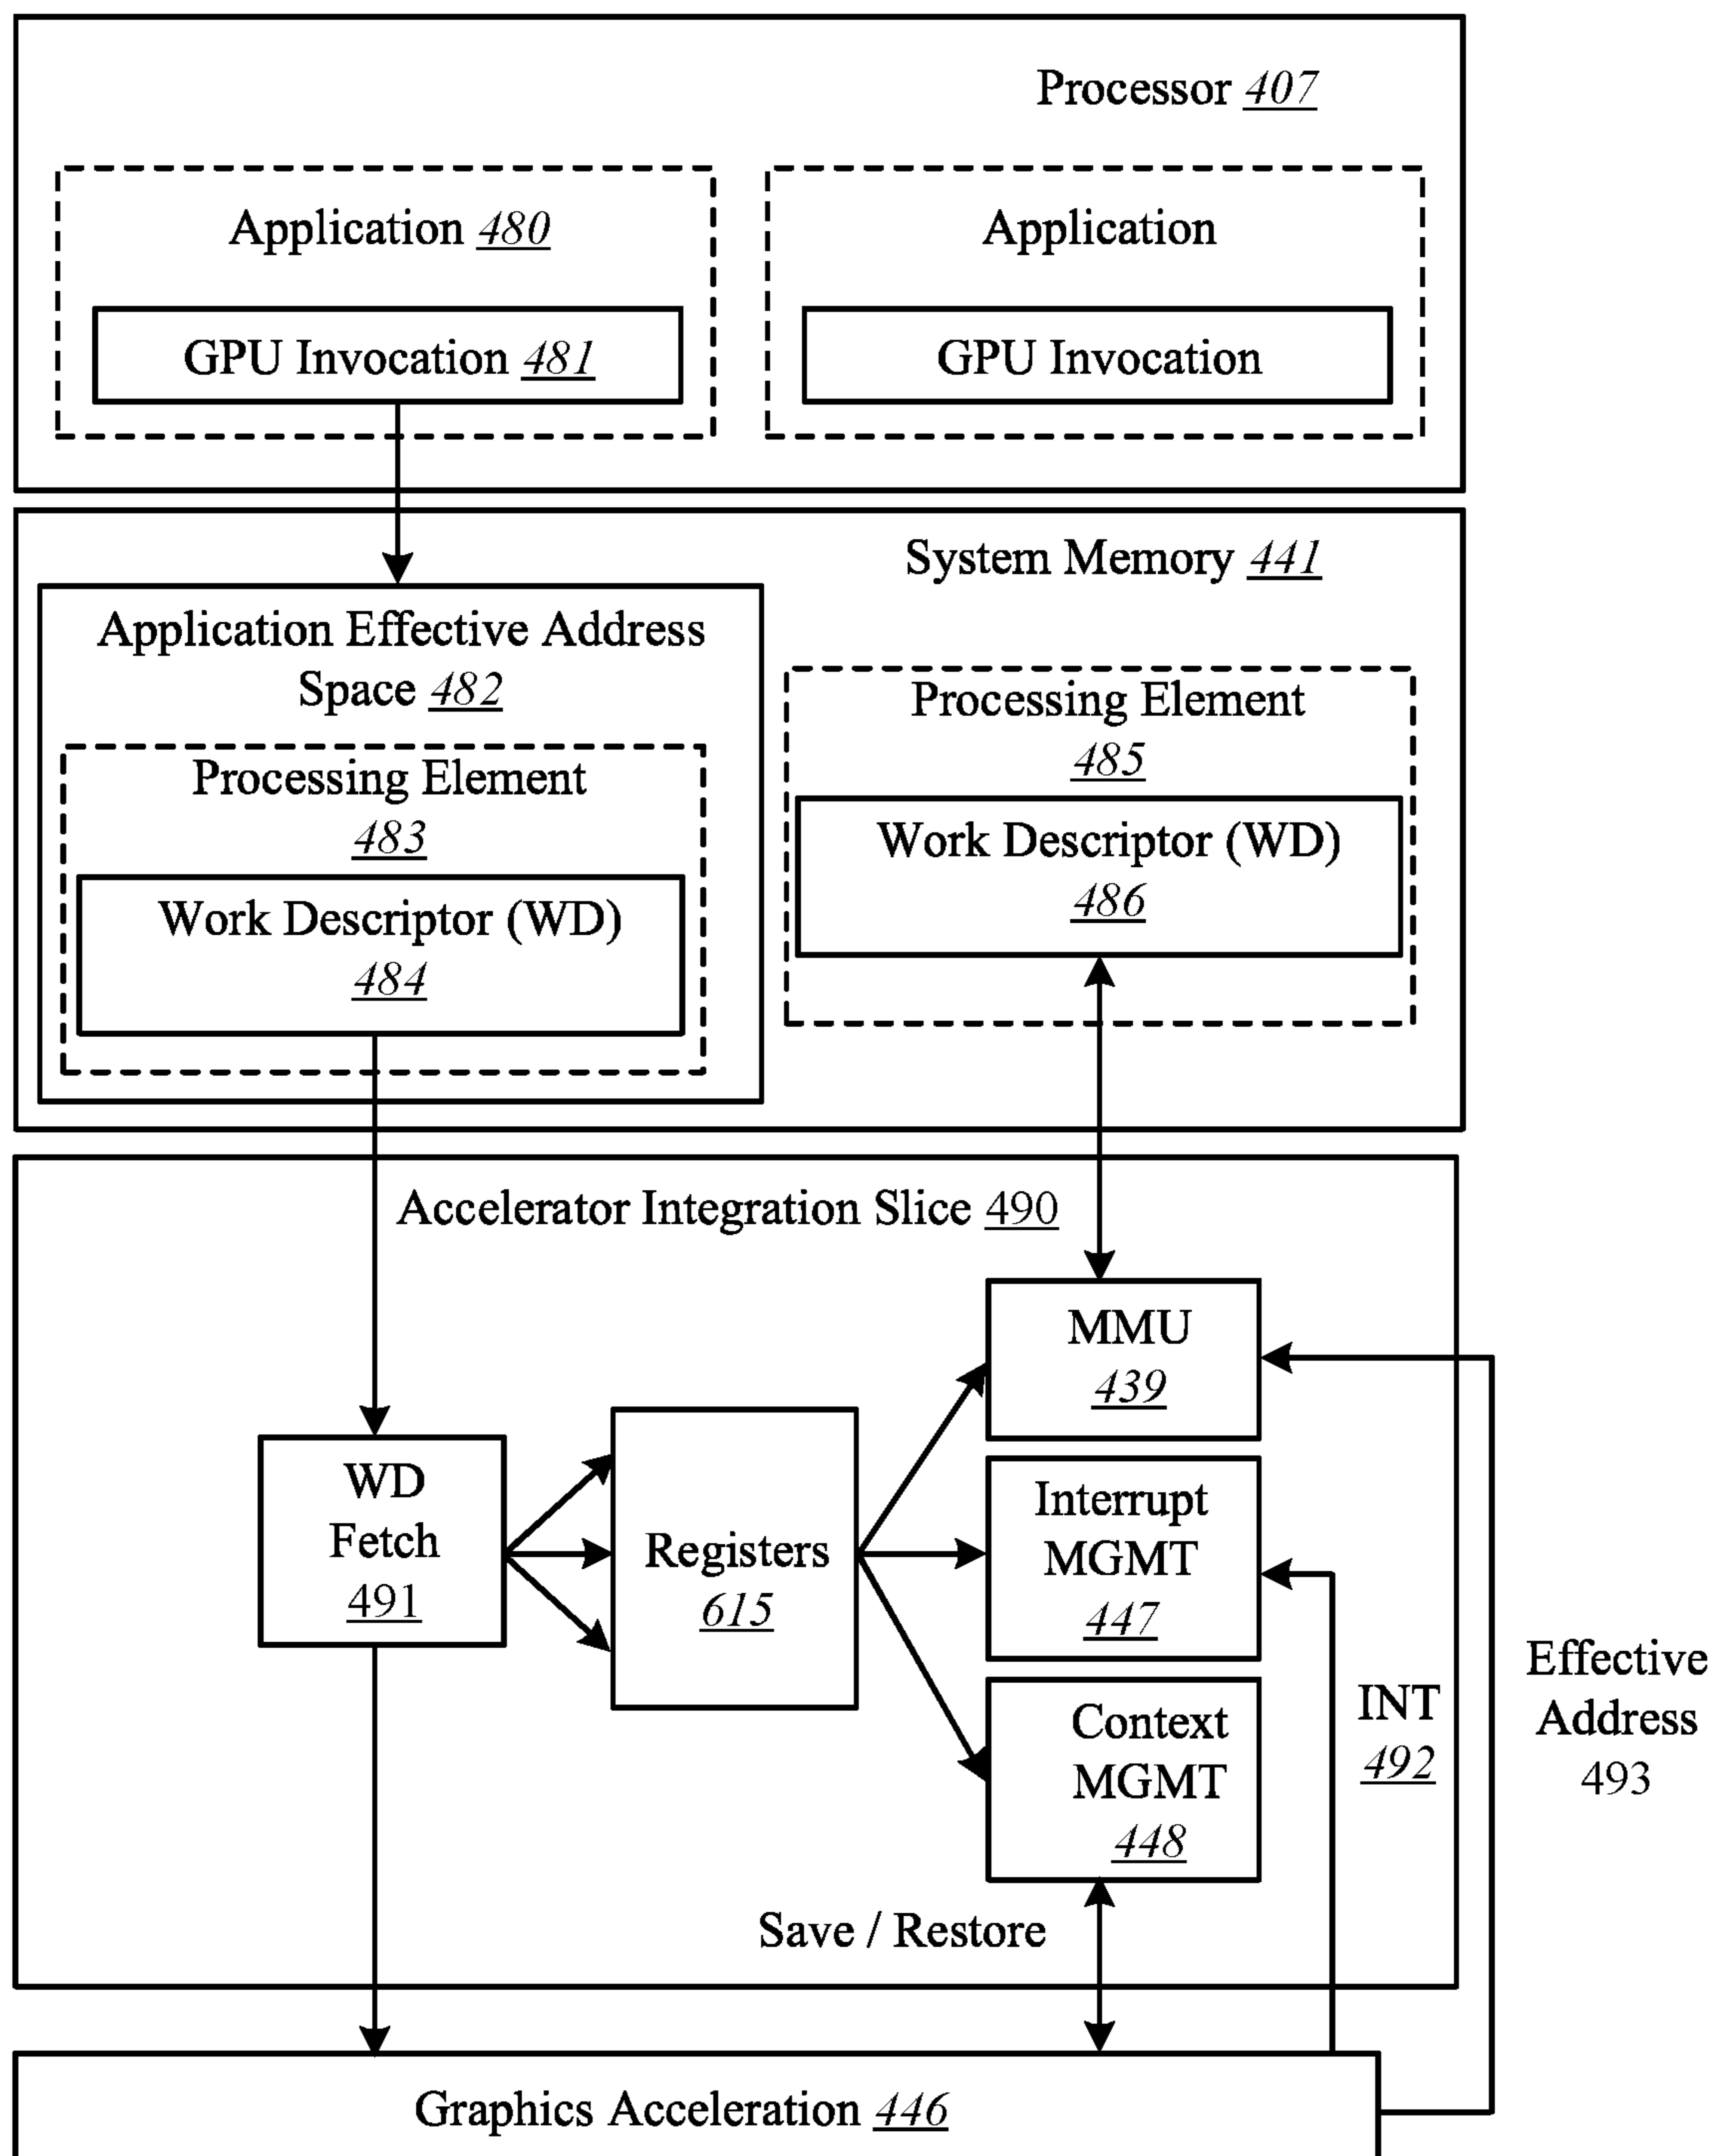 Processor 407
Application 480
Application
GPU Invocation 481
GPU Invocation
System Memory 441
Application Effective Address
Space 482
Processing Element
483
Work Descriptor (WD)
484
Processing Element
485
Work Descriptor (WD)
486
Accelerator Integration Slice 490
MMU
439
WD
Fetch
491
Registers
615
Interrupt
MGMT
447
Context
MGMT
448
INT
492
Effective
Address
493
Save / Restore
Graphics Acceleration 446